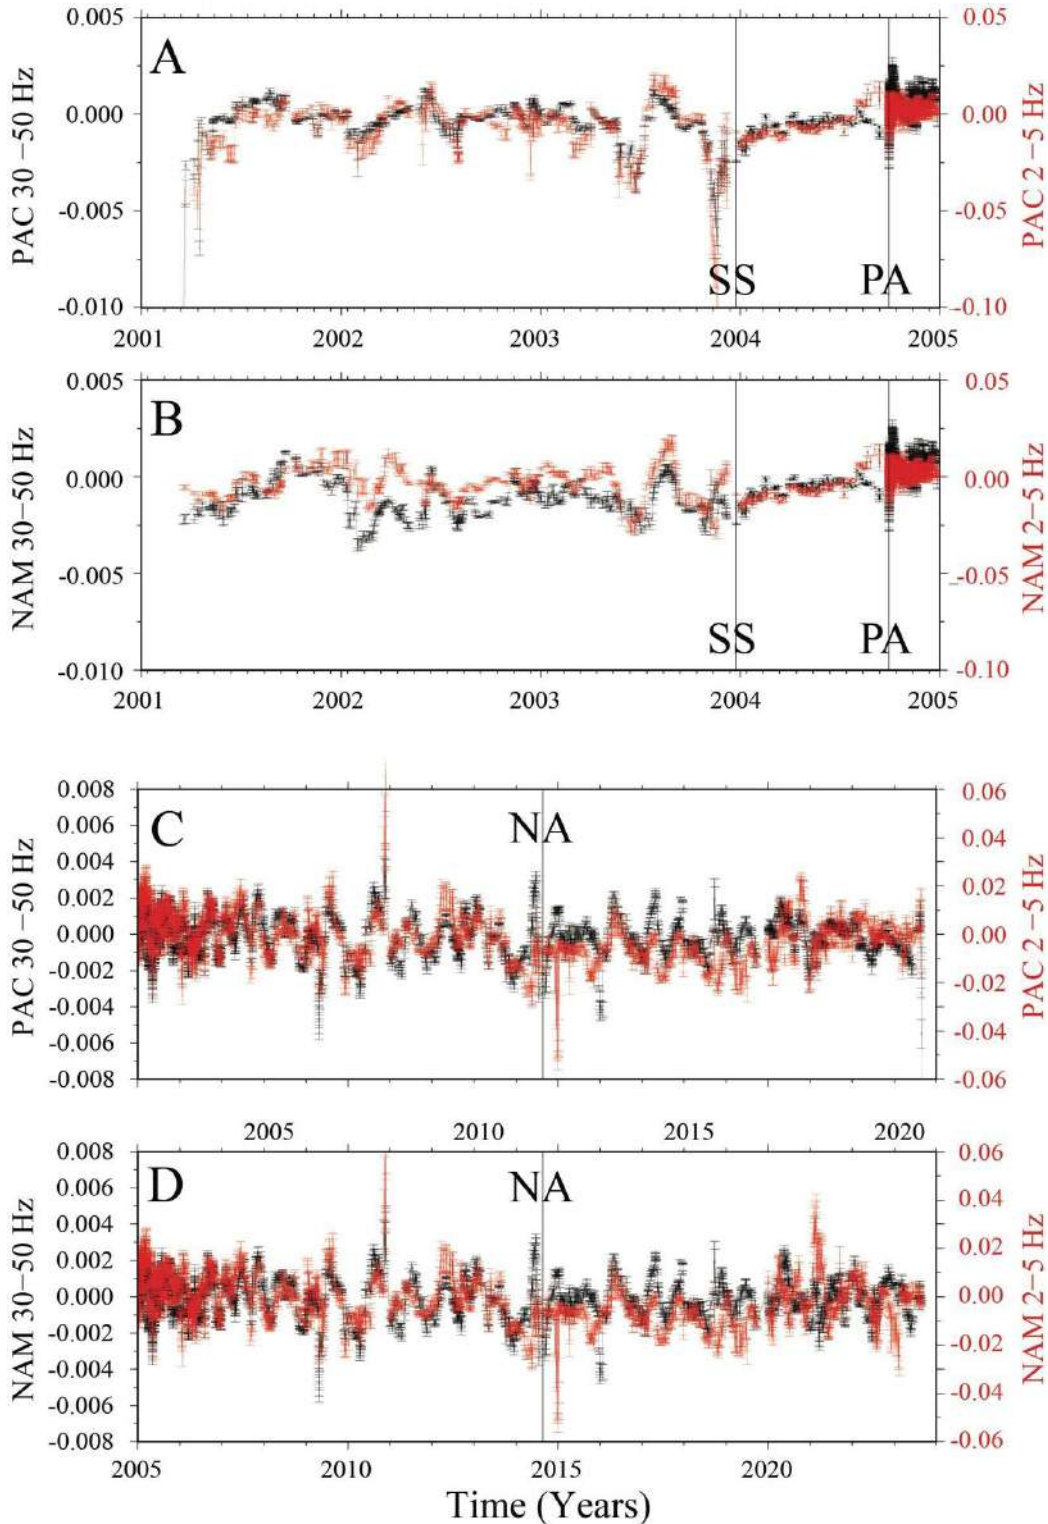 0.005 0.05
A
0.000 0.00
PAC 30–50 Hz
PAC 2–5 Hz
-0.005 -0.05
SS PA
-0.010 -0.10
2001 2002 2003 2004 2005
0.005 0.05
B
0.000 0.00
NAM 30–50 Hz
NAM 2–5 Hz
-0.005 -0.05
SS PA
-0.010 -0.10
2001 2002 2003 2004 2005
0.008 0.06
C NA
0.006
0.04
0.004
0.002 0.02
0.000 0.00
PAC 30–50 Hz
PAC 2–5 Hz
-0.002 -0.02
-0.004 -0.04
-0.006
-0.008 -0.06
2005 2010 2015 2020
0.008 0.06
D NA
0.006 0.04
0.004
0.002 0.02
0.000 0.00
NAM 30–50 Hz
NAM 2–5 Hz
-0.002 -0.02
-0.004 -0.04
-0.006
-0.008 -0.06
2005 2010 2015 2020
Time (Years)